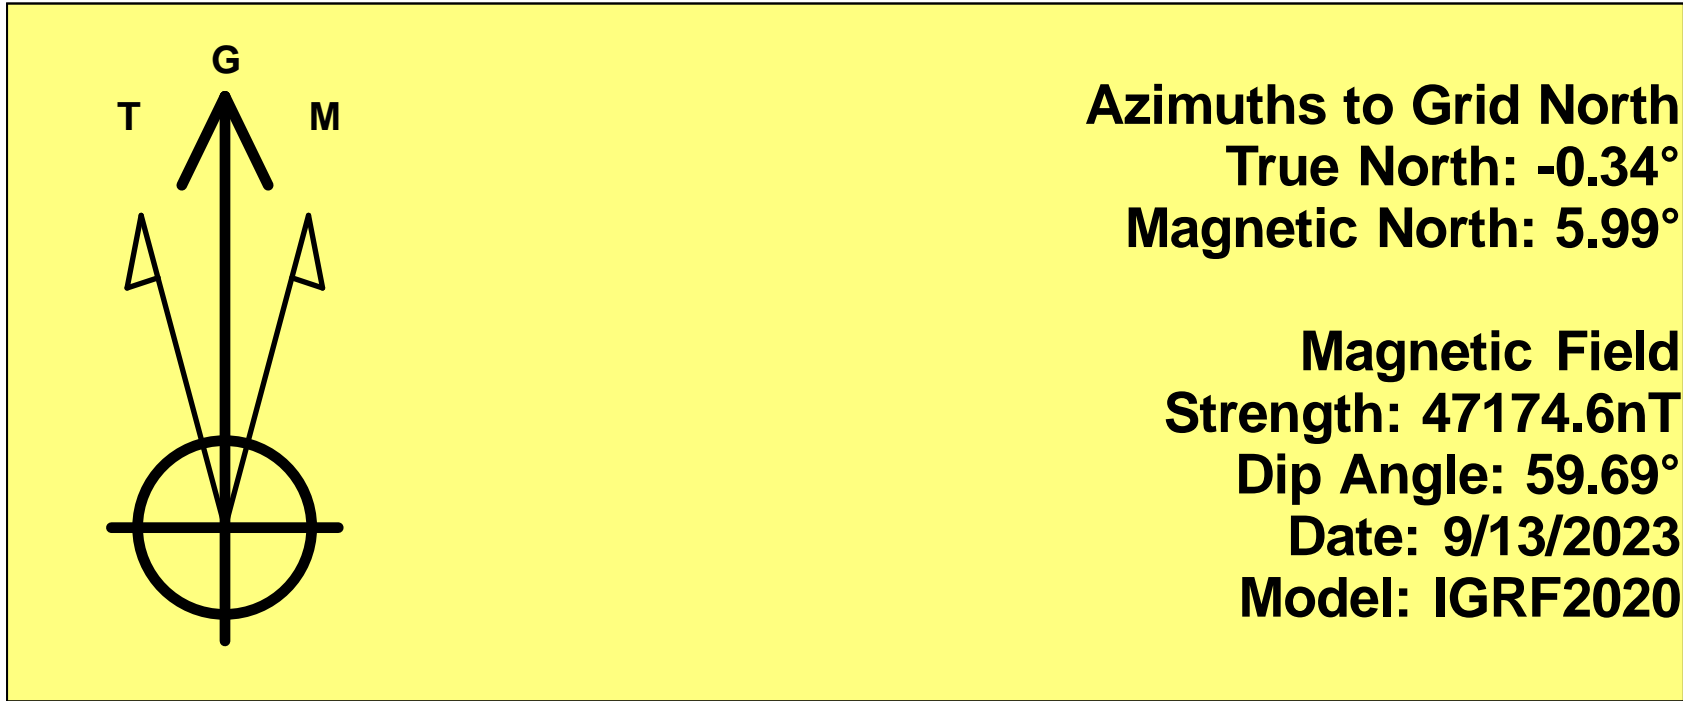 G
T
M
Azimuths to Grid North
True North: -0.34°
Magnetic North: 5.99°
Magnetic Field
Strength: 47174.6nT
Dip Angle: 59.69°
Date: 9/13/2023
Model: IGRF2020